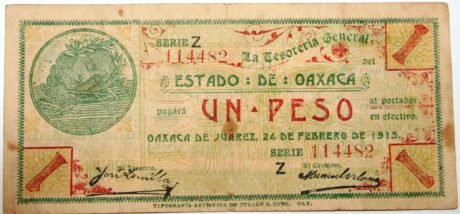 SERIE Z
114482
La Tesorería General
del
ESTADO · DE · OAXACA
pagará UN · PESO al portador
en efectivo.
OAXACA DE JUAREZ, 24 DE FEBRERO DE 1915.
SERIE 114482
Z
El Tesorero,
El Contador,
TIPOGRAFIA ARTISTICA DE JULIAN S. SOTO, OAX.